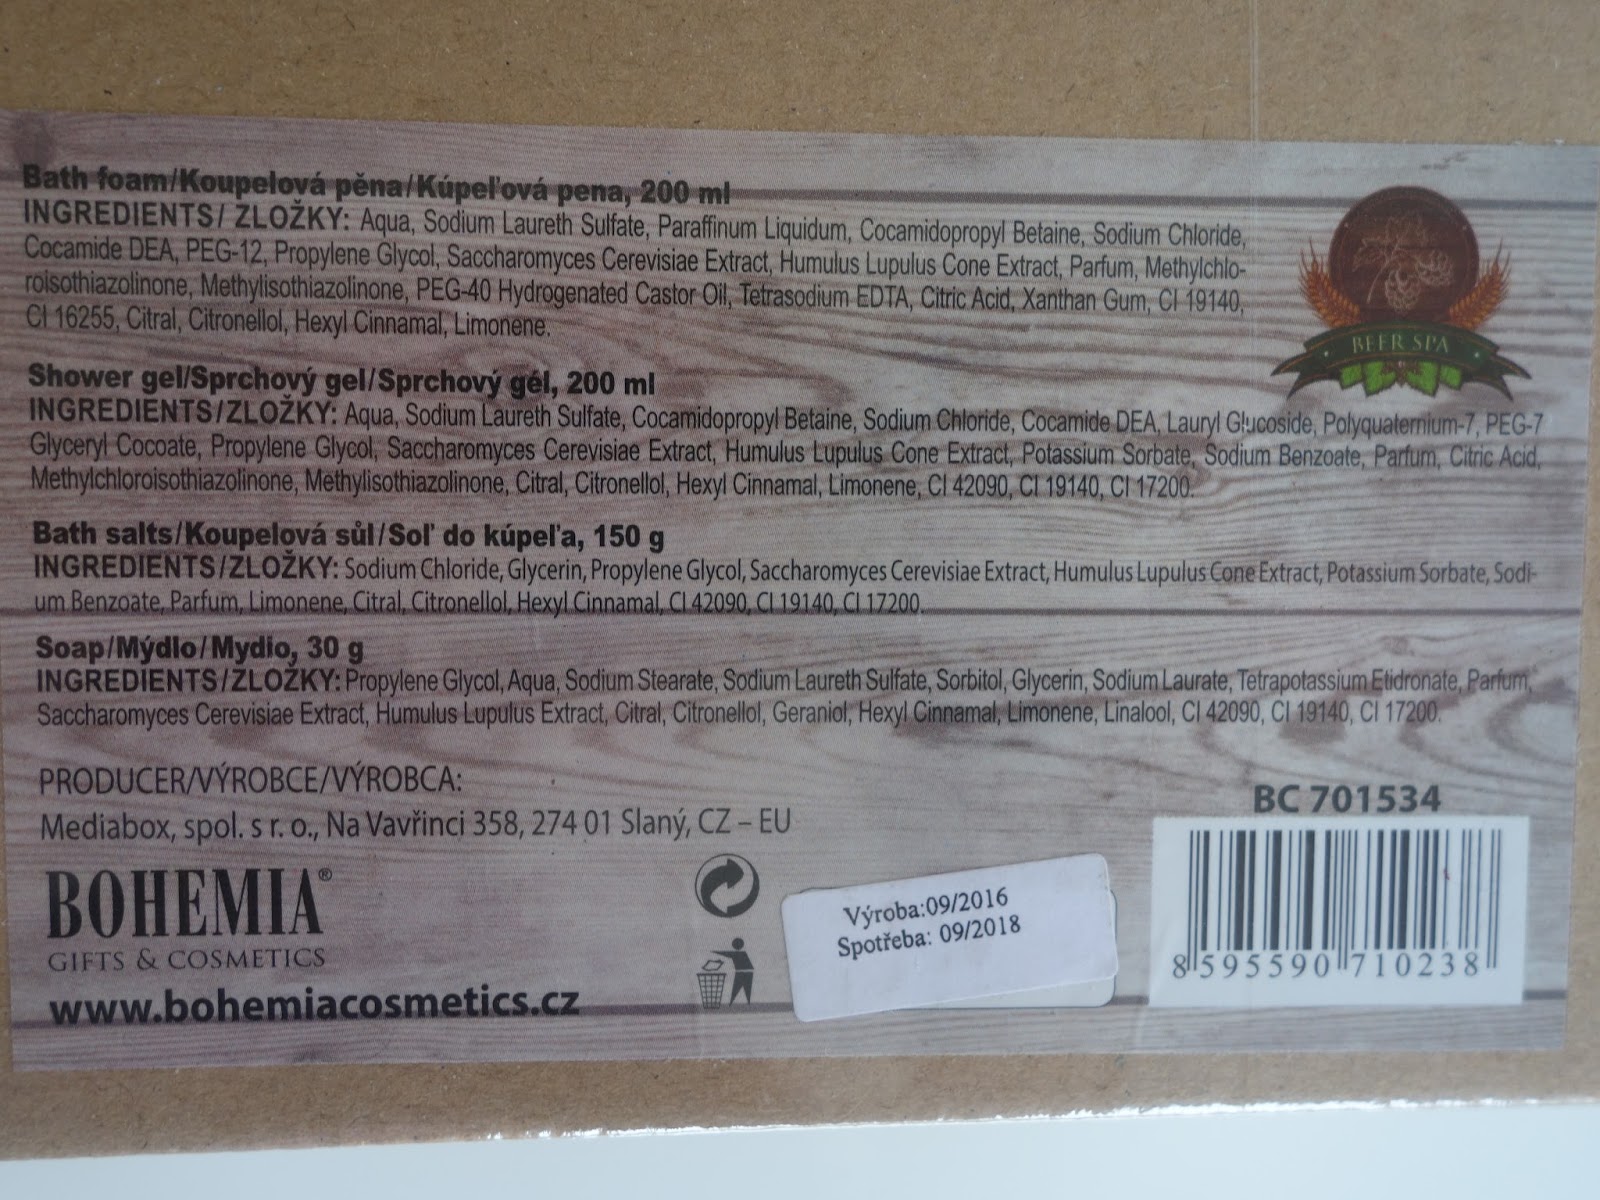 Bath foam/Koupelová pěna/Kúpeľová pena, 200 ml
INGREDIENTS/ ZLOŽKY: Aqua, Sodium Laureth Sulfate, Paraffinum Liquidum, Cocamidopropyl Betaine, Sodium Chloride,
Cocamide DEA, PEG-12, Propylene Glycol, Saccharomyces Cerevisiae Extract, Humulus Lupulus Cone Extract, Parfum, Methylchlo-
roisothiazolinone, Methylisothiazolinone, PEG-40 Hydrogenated Castor Oil, Tetrasodium EDTA, Citric Acid, Xanthan Gum, CI 19140,
CI 16255, Citral, Citronellol, Hexyl Cinnamal, Limonene.
BEER SPA
Shower gel/Sprchový gel/Sprchový gél, 200 ml
INGREDIENTS/ZLOŽKY: Aqua, Sodium Laureth Sulfate, Cocamidopropyl Betaine, Sodium Chloride, Cocamide DEA, Lauryl Glucoside, Polyquaternium-7, PEG-7
Glyceryl Cocoate, Propylene Glycol, Saccharomyces Cerevisiae Extract, Humulus Lupulus Cone Extract, Potassium Sorbate, Sodium Benzoate, Parfum, Citric Acid,
Methylchloroisothiazolinone, Methylisothiazolinone, Citral, Citronellol, Hexyl Cinnamal, Limonene, CI 42090, CI 19140, CI 17200.
Bath salts/Koupelová sůl/Soľ do kúpeľa, 150 g
INGREDIENTS/ZLOŽKY: Sodium Chloride, Glycerin, Propylene Glycol, Saccharomyces Cerevisiae Extract, Humulus Lupulus Cone Extract, Potassium Sorbate, Sodi-
um Benzoate, Parfum, Limonene, Citral, Citronellol, Hexyl Cinnamal, CI 42090, CI 19140, CI 17200.
Soap/Mýdlo/Mydlo, 30 g
INGREDIENTS/ZLOŽKY: Propylene Glycol, Aqua, Sodium Stearate, Sodium Laureth Sulfate, Sorbitol, Glycerin, Sodium Laurate, Tetrapotassium Etidronate, Parfum,
Saccharomyces Cerevisiae Extract, Humulus Lupulus Extract, Citral, Citronellol, Geraniol, Hexyl Cinnamal, Limonene, Linalool, CI 42090, CI 19140, CI 17200.
PRODUCER/VÝROBCE/VÝROBCA:
Mediabox, spol. s r. o., Na Vavřinci 358, 274 01 Slaný, CZ – EU
BOHEMIA®
GIFTS & COSMETICS
www.bohemiacosmetics.cz
Výroba:09/2016
Spotřeba: 09/2018
BC 701534
8 595590 710238